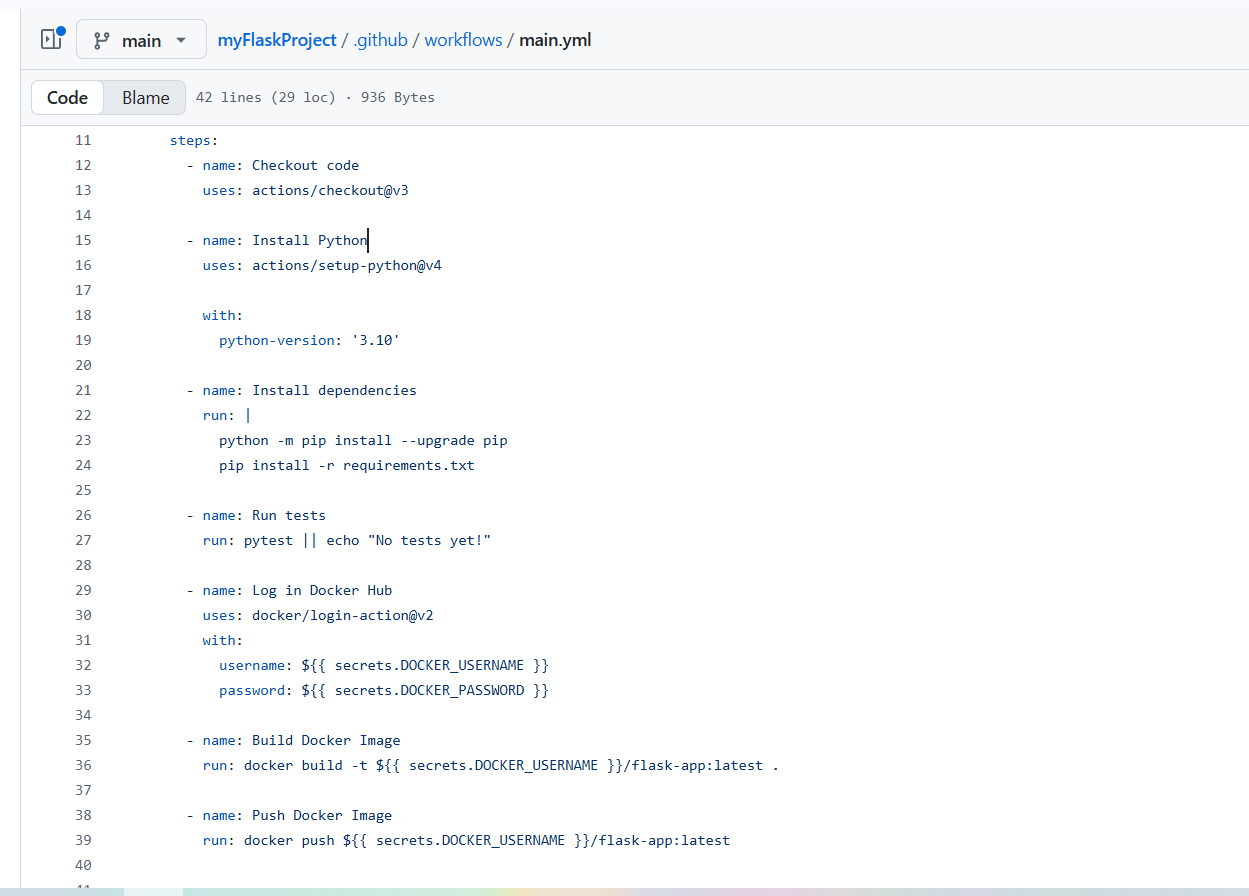 main
myFlaskProject / .github / workflows / main.yml
Code Blame 42 lines (29 loc) · 936 Bytes
11 steps:
12 - name: Checkout code
13 uses: actions/checkout@v3
14
15 - name: Install Python
16 uses: actions/setup-python@v4
17
18 with:
19 python-version: '3.10'
20
21 - name: Install dependencies
22 run: |
23 python -m pip install --upgrade pip
24 pip install -r requirements.txt
25
26 - name: Run tests
27 run: pytest || echo "No tests yet!"
28
29 - name: Log in Docker Hub
30 uses: docker/login-action@v2
31 with:
32 username: ${{ secrets.DOCKER_USERNAME }}
33 password: ${{ secrets.DOCKER_PASSWORD }}
34
35 - name: Build Docker Image
36 run: docker build -t ${{ secrets.DOCKER_USERNAME }}/flask-app:latest .
37
38 - name: Push Docker Image
39 run: docker push ${{ secrets.DOCKER_USERNAME }}/flask-app:latest
40